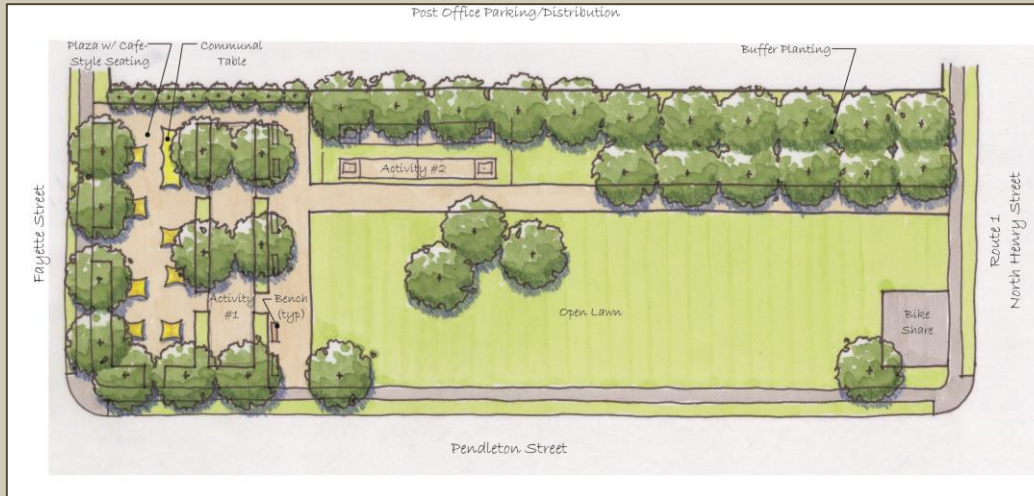 Post Office Parking/Distribution
Plaza w/ Cafe-
Style Seating
Communal
Table
Buffer Planting
Activity #2
Fayette Street
Route 1
North Henry Street
Activity
#1
Bench
(typ)
Open Lawn
Bike
Share
Pendleton Street